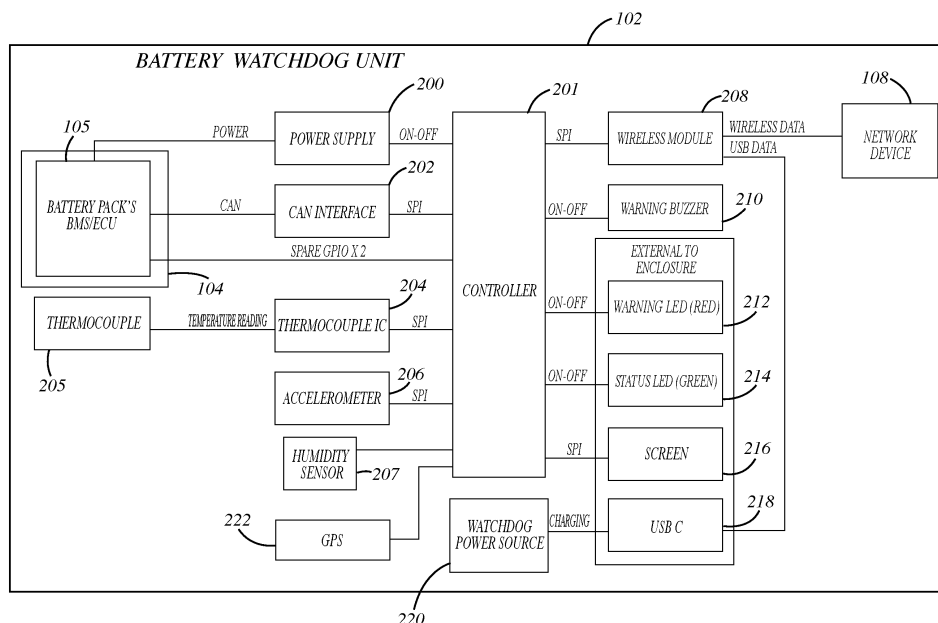 102
BATTERY WATCHDOG UNIT
200
201
208
108
105
POWER
POWER SUPPLY
ON-OFF
SPI
WIRELESS MODULE
WIRELESS DATA
USB DATA
NETWORK
DEVICE
202
BATTERY PACK'S
BMS/ECU
CAN
CAN INTERFACE
SPI
ON-OFF
WARNING BUZZER
210
SPARE GPIO X 2
EXTERNAL TO
ENCLOSURE
104
204
CONTROLLER
THERMOCOUPLE
TEMPERATURE READING
THERMOCOUPLE IC
SPI
ON-OFF
WARNING LED (RED)
212
205
206
ACCELEROMETER
SPI
ON-OFF
STATUS LED (GREEN)
214
HUMIDITY
SENSOR
207
SPI
SCREEN
216
222
GPS
WATCHDOG
POWER SOURCE
CHARGING
USB C
218
220